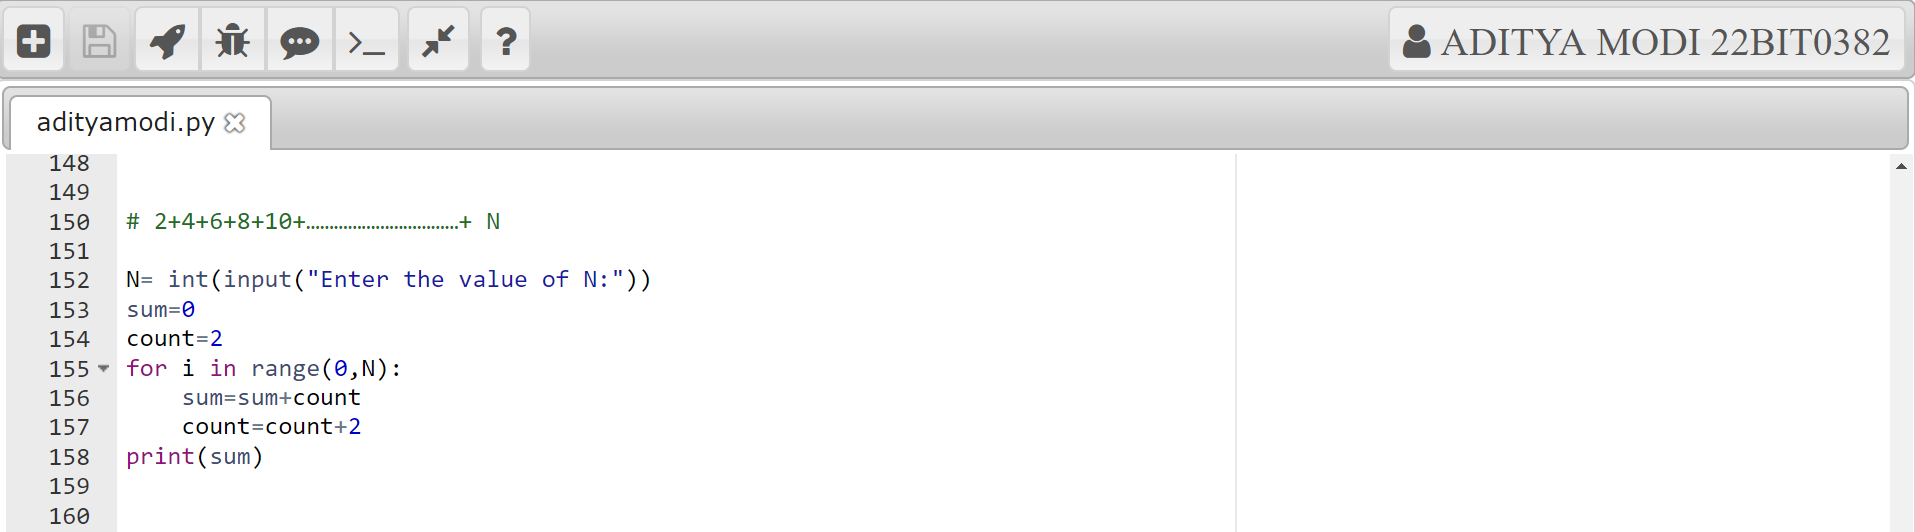 ADITYA MODI 22BIT0382
adityamodi.py
148
149
150 # 2+4+6+8+10+……………………………+ N
151
152 N= int(input("Enter the value of N:"))
153 sum=0
154 count=2
155 for i in range(0,N):
156     sum=sum+count
157     count=count+2
158 print(sum)
159
160